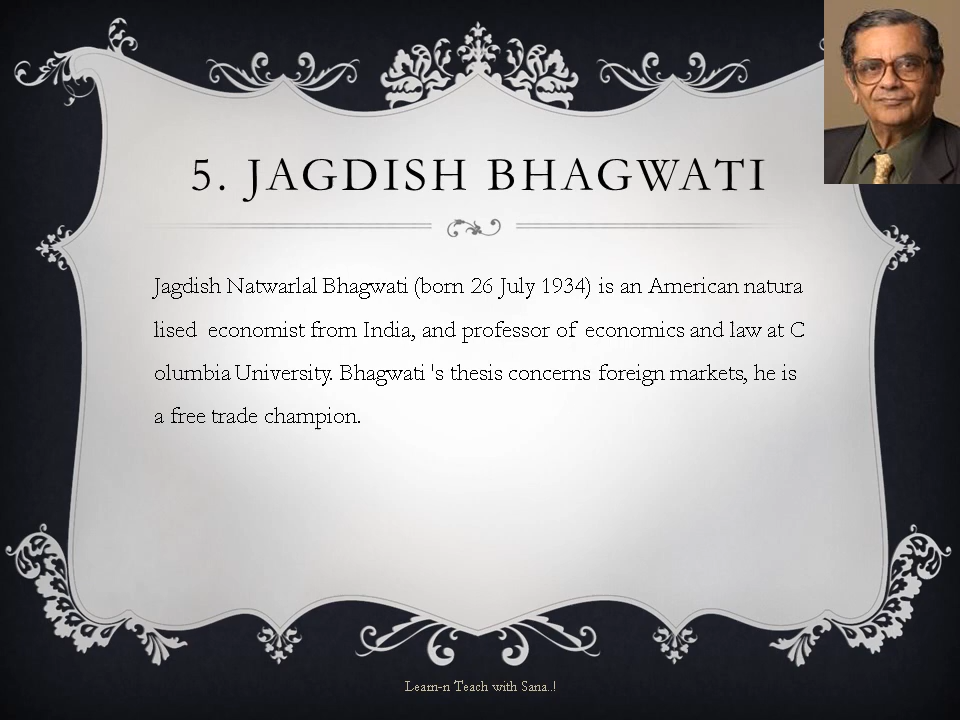 5. JAGDISH BHAGWATI
Jagdish Natwarlal Bhagwati (born 26 July 1934) is an American natura
lised economist from India, and professor of economics and law at C
olumbia University. Bhagwati 's thesis concerns foreign markets, he is
a free trade champion.
Learn-n Teach with Sana..!